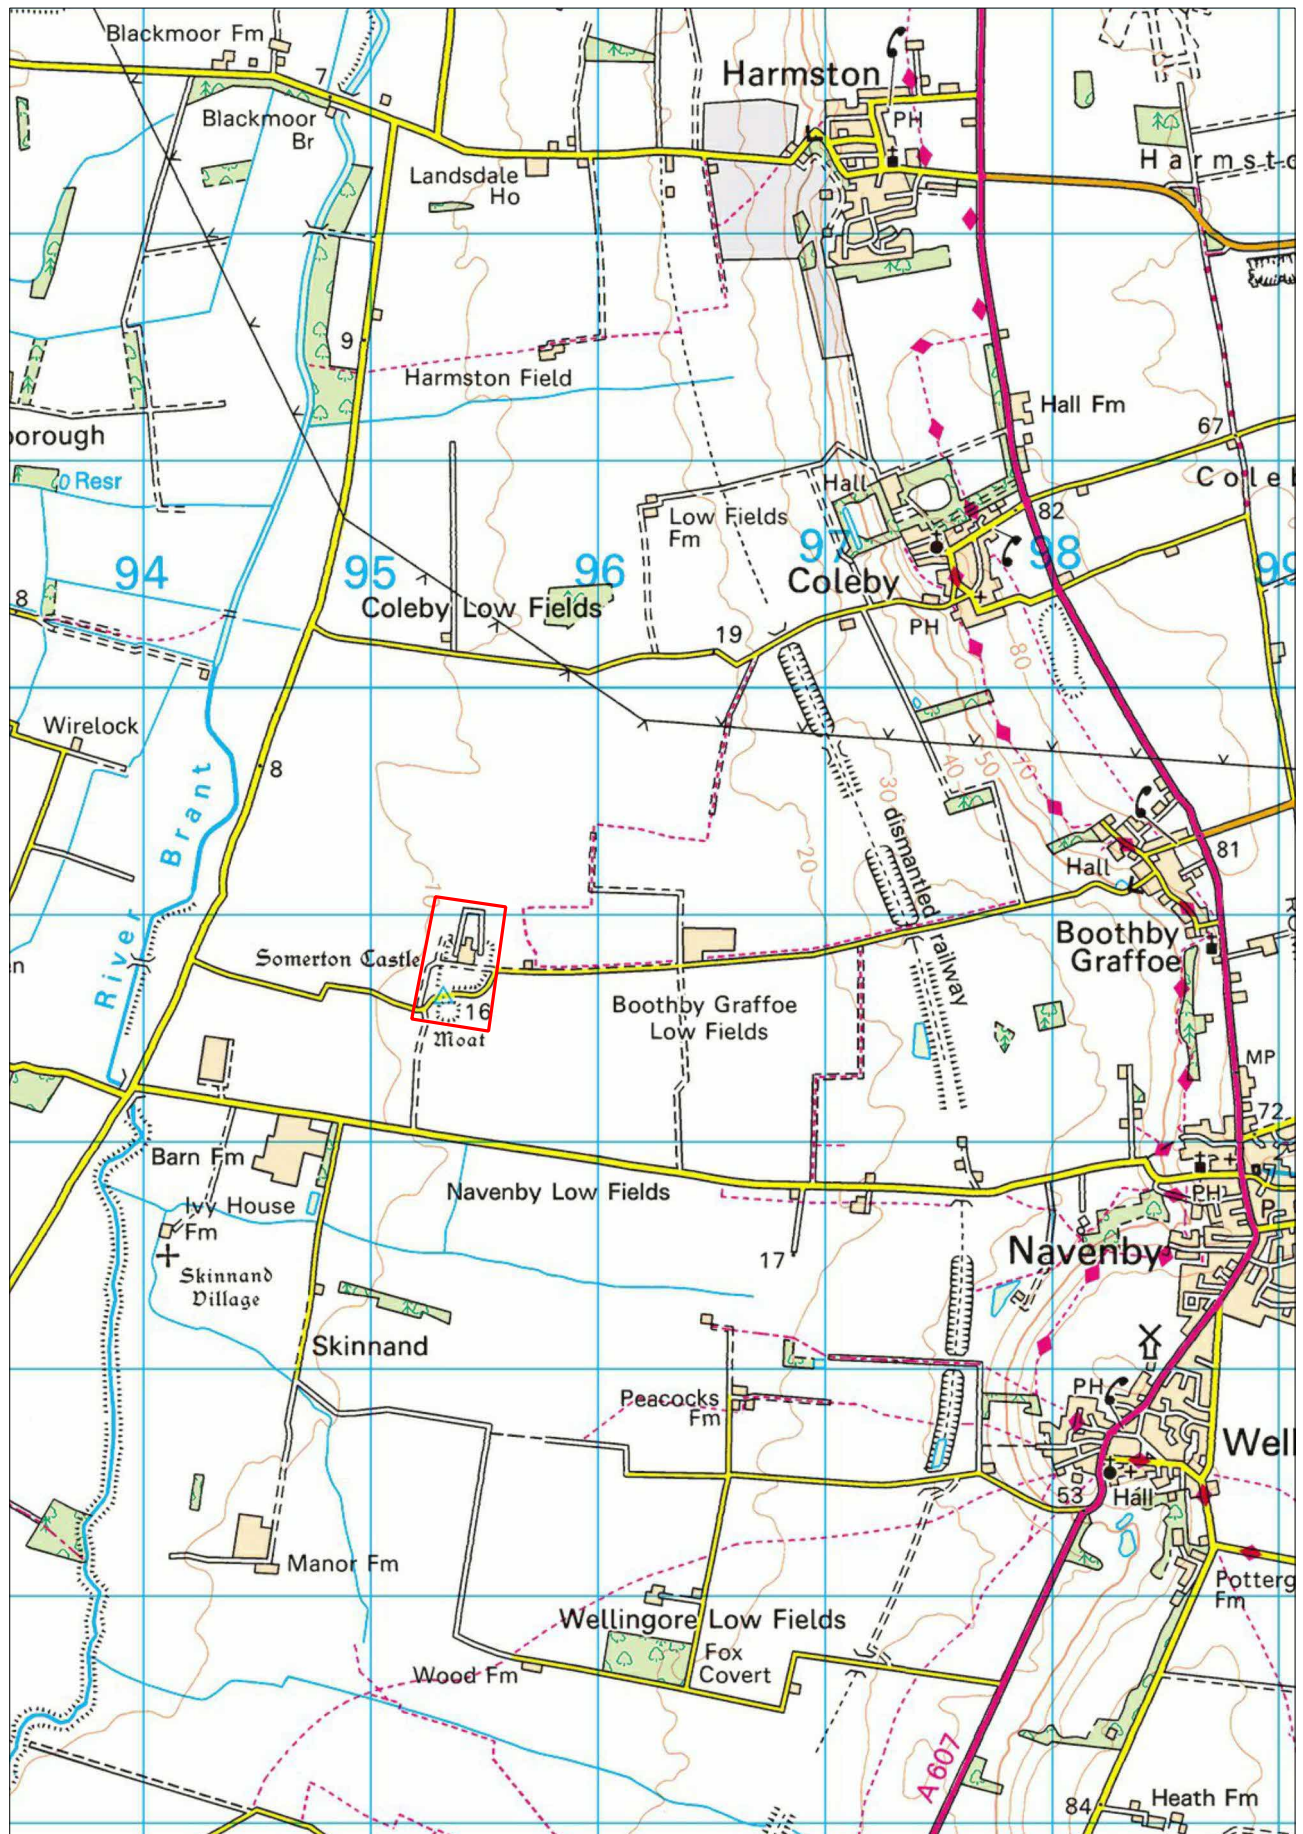 Blackmoor Fm
Harmston
7
PH
Blackmoor
Br
Harmst
Landsdale
Ho
9
Harmston Field
Hall Fm
orough
67
Resr
Hall
Coleb
Low Fields
Fm
82
94
95
96
97
98
99
8
Coleby Low Fields
Coleby
PH
19
80
Wirelock
8
70
50
40
30
River Brant
dismantled railway
81
Hall
20
10
Boothby
Graffoe
Somerton Castle
n
16
Moat
Boothby Graffoe
Low Fields
MP
72
Barn Fm
Navenby Low Fields
PH
P
Ivy House
Fm
17
Navenby
Skinnand
Village
Skinnand
PH
Peacocks
Fm
Well
53
Hall
Manor Fm
Potterg
Fm
Wellingore Low Fields
Fox
Covert
Wood Fm
A 607
84
Heath Fm